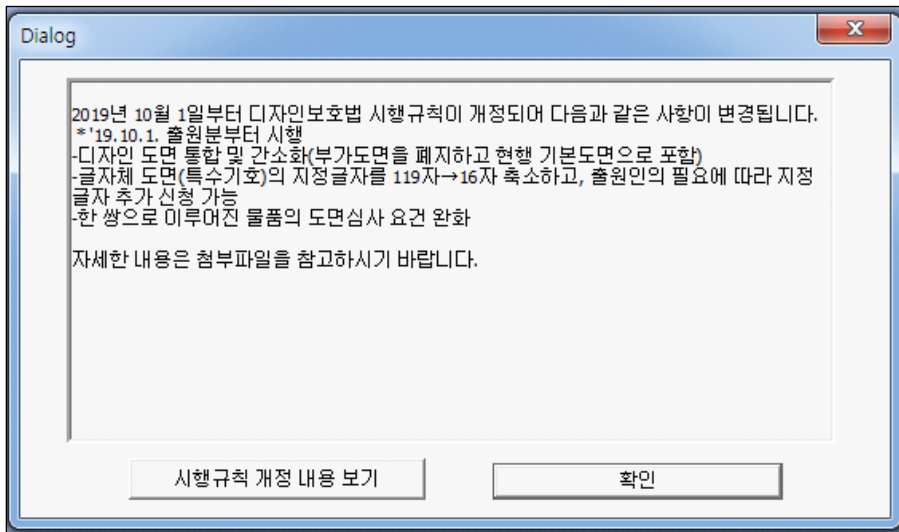 Dialog
2019년 10월 1일부터 디자인보호법 시행규칙이 개정되어 다음과 같은 사항이 변경됩니다.
*'19.10.1. 출원분부터 시행
-디자인 도면 통합 및 간소화(부가도면을 폐지하고 현행 기본도면으로 포함)
-글자체 도면(특수기호)의 지정글자를 119자→16자 축소하고, 출원인의 필요에 따라 지정
글자 추가 신청 가능
-한 쌍으로 이루어진 물품의 도면심사 요건 완화
자세한 내용은 첨부파일을 참고하시기 바랍니다.
시행규칙 개정 내용 보기
확인